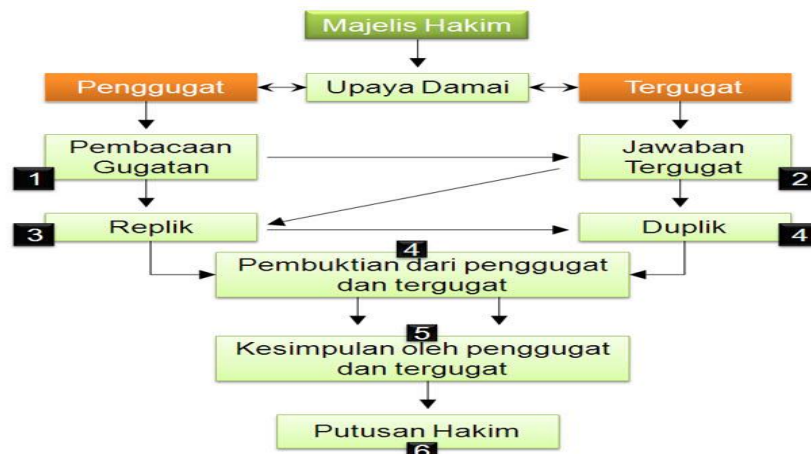 Majelis Hakim
Penggugat
Upaya Damai
Tergugat
Pembacaan
Gugatan
1
Jawaban
Tergugat
2
Replik
3
Duplik
4
4
Pembuktian dari penggugat
dan tergugat
5
Kesimpulan oleh penggugat
dan tergugat
Putusan Hakim
6